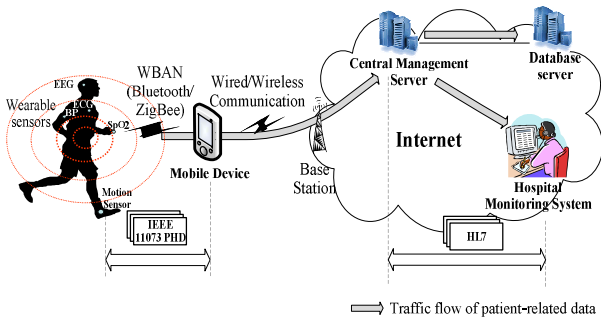 EEG
Wearable
sensors
ECG
BP
SpO2
Motion
Sensor
WBAN
(Bluetooth/
ZigBee)
Wired/Wireless
Communication
Mobile Device
IEEE
11073 PHD
Base
Station
Central Management
Server
Database
server
Internet
Hospital
Monitoring System
HL7
Traffic flow of patient-related data